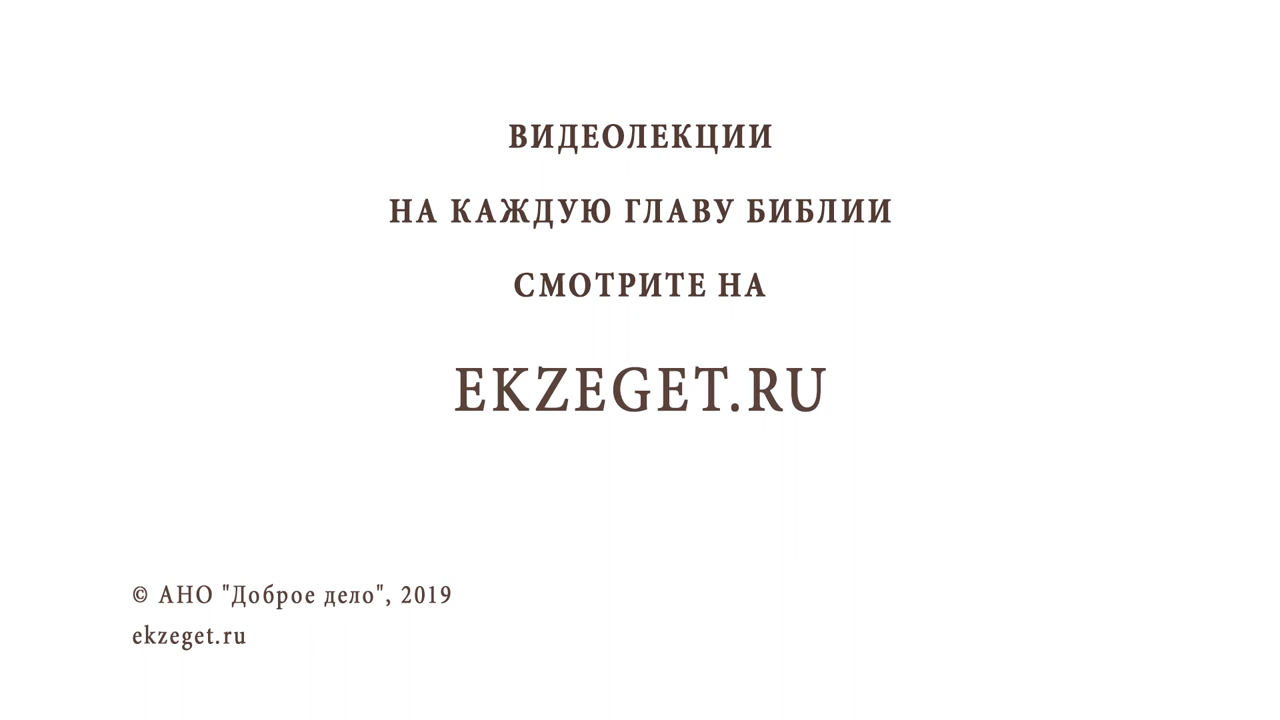 ВИДЕОЛЕКЦИИ
НА КАЖДУЮ ГЛАВУ БИБЛИИ
СМОТРИТЕ НА
EKZEGET.RU
© АНО "Доброе дело", 2019
ekzeget.ru